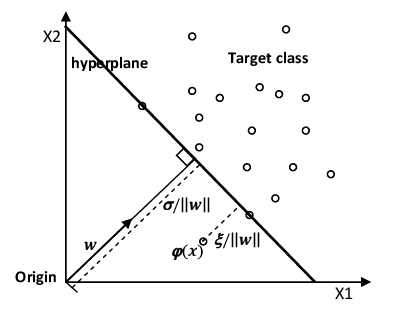 X2
hyperplane
Target class
σ/||w||
w
φ(x)
ξ/||w||
Origin
X1